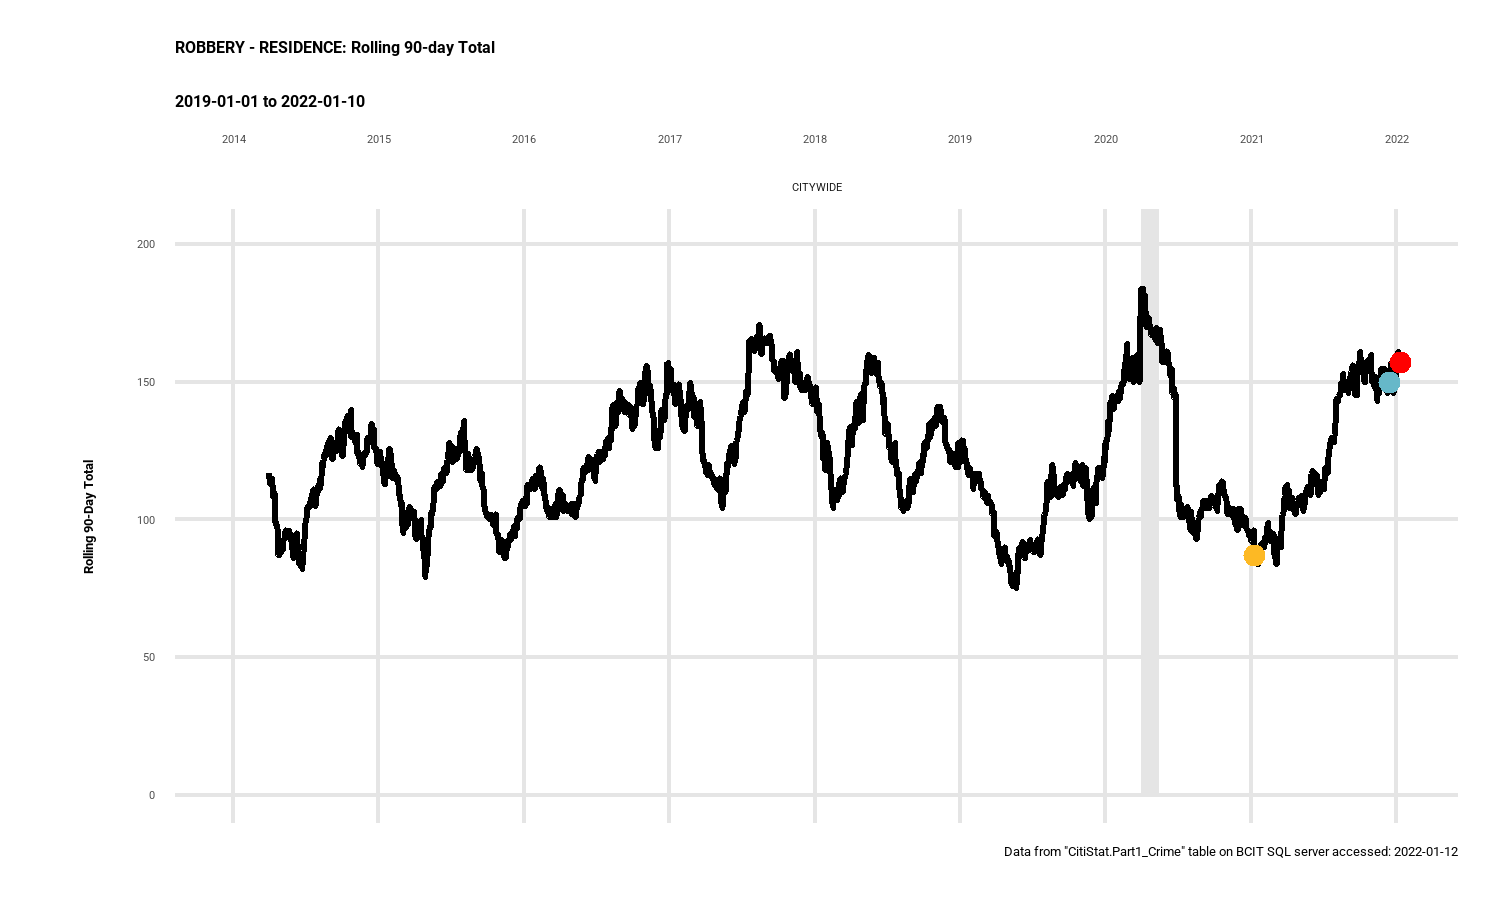 ROBBERY - RESIDENCE: Rolling 90-day Total
2019-01-01 to 2022-01-10
2014 2015 2016 2017 2018 2019 2020 2021 2022
CITYWIDE
200
150
100
50
0
Rolling 90-Day Total
Data from "CitiStat.Part1_Crime" table on BCIT SQL server accessed: 2022-01-12